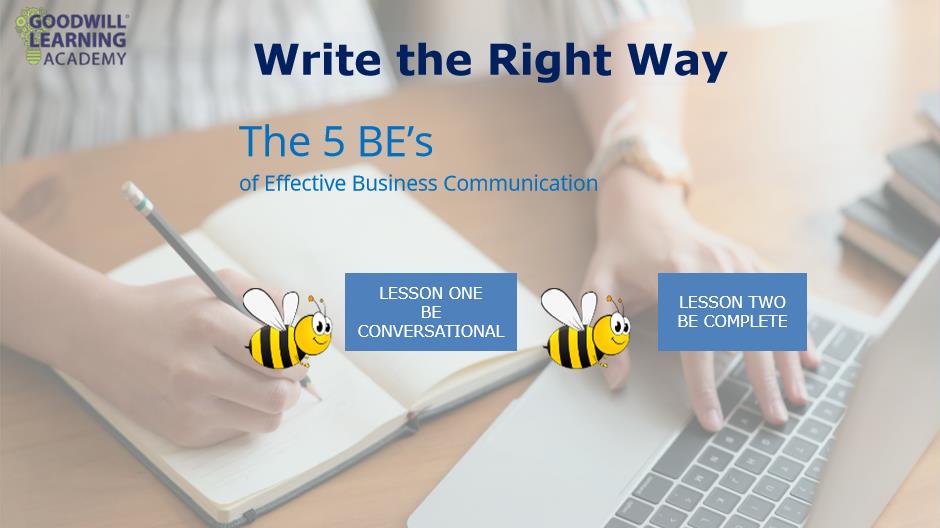 GOODWILL®
LEARNING
ACADEMY
Write the Right Way
The 5 BE’s
of Effective Business Communication
LESSON ONE
BE
CONVERSATIONAL
LESSON TWO
BE COMPLETE